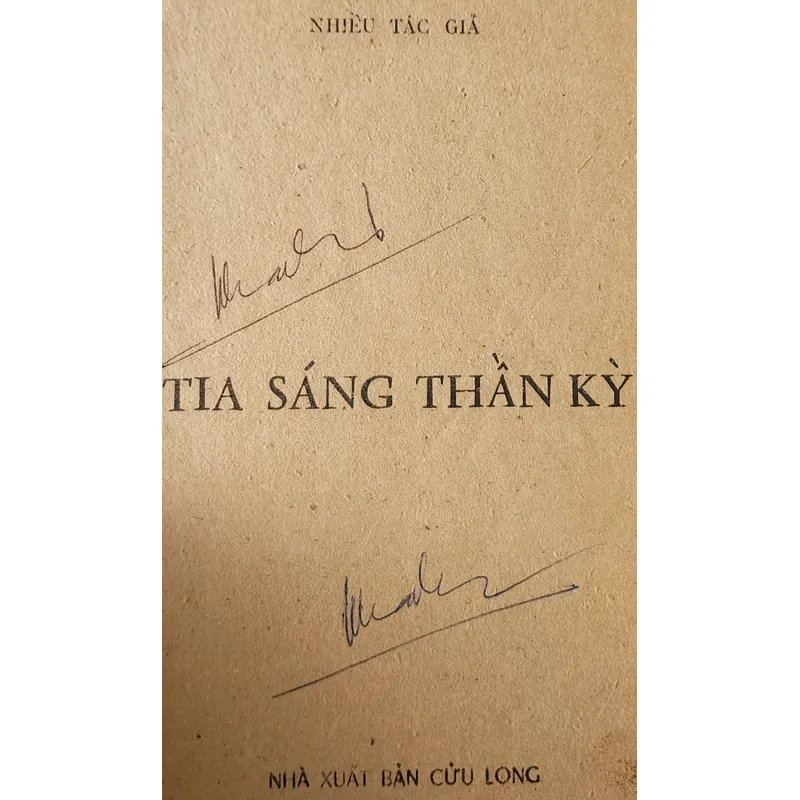 NHIỀU TÁC GIẢ
TIA SÁNG THẦN KỲ
NHÀ XUẤT BẢN CỬU LONG